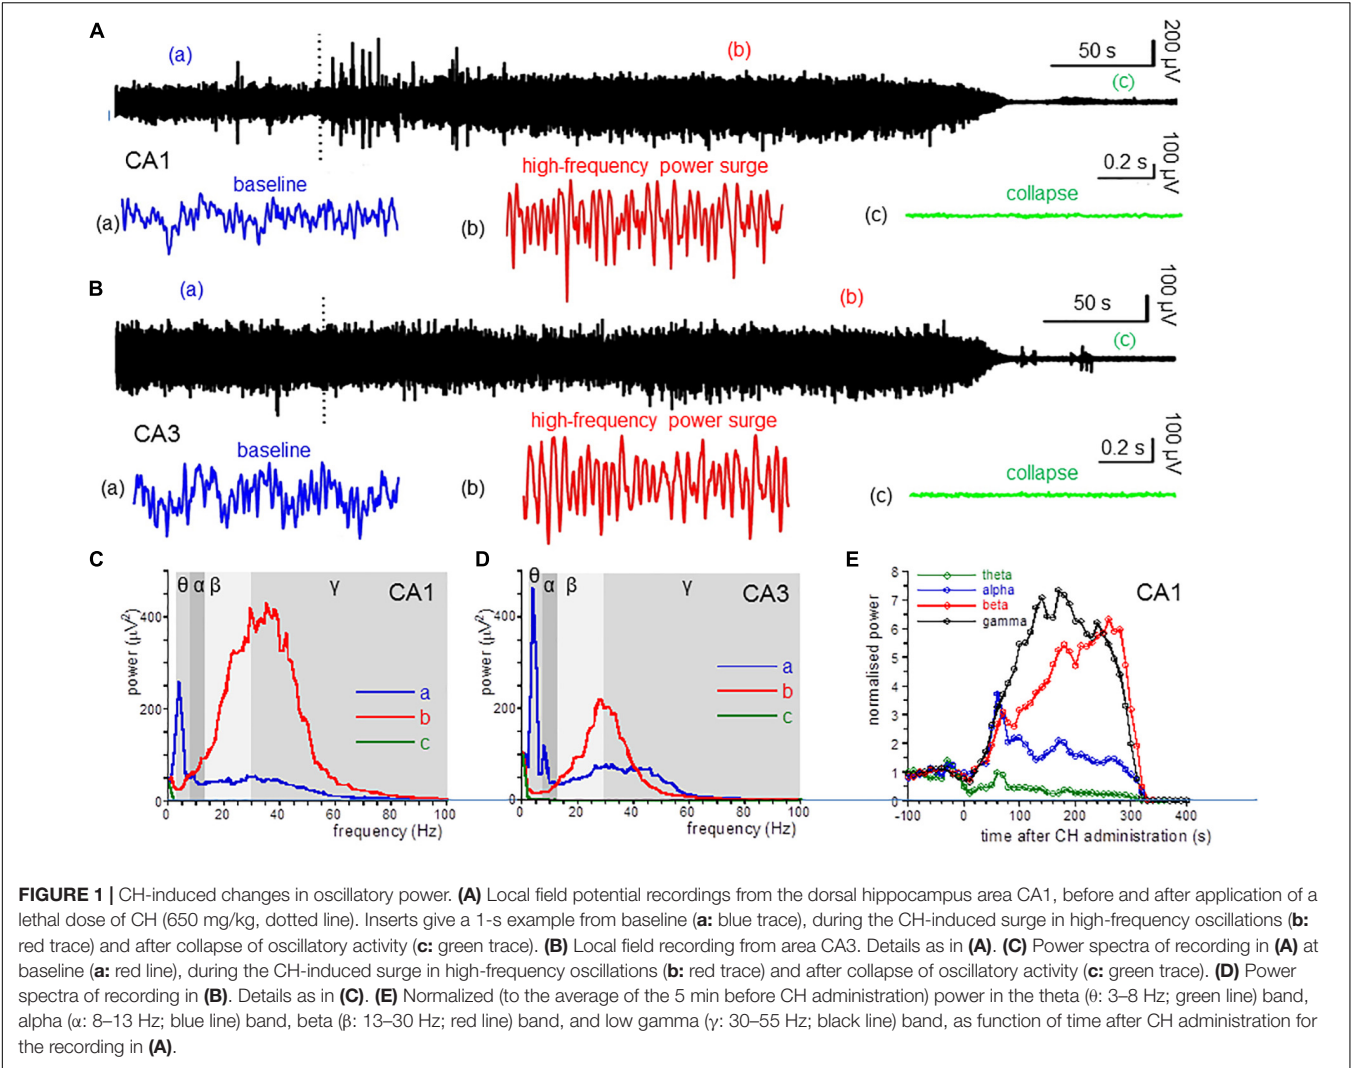 A
(a)
(b)
50 s
200 µV
(c)
CA1
high-frequency power surge
0.2 s
100 µV
baseline
collapse
(a)
(b)
(c)
B
(a)
(b)
50 s
100 µV
(c)
CA3
high-frequency power surge
baseline
0.2 s
100 µV
collapse
(a)
(b)
(c)
C
θ α β γ
CA1
power (µV²)
400
200
0
a
b
c
0 20 40 60 80 100
frequency (Hz)
D
θ α β γ
CA3
power (µV²)
400
200
0
a
b
c
0 20 40 60 80 100
frequency (Hz)
E
theta
alpha
beta
gamma
CA1
normalised power
8
7
6
5
4
3
2
1
0
-100 0 100 200 300 400
time after CH administration (s)
FIGURE 1 | CH-induced changes in oscillatory power. (A) Local field potential recordings from the dorsal hippocampus area CA1, before and after application of a
lethal dose of CH (650 mg/kg, dotted line). Inserts give a 1-s example from baseline (a: blue trace), during the CH-induced surge in high-frequency oscillations (b:
red trace) and after collapse of oscillatory activity (c: green trace). (B) Local field recording from area CA3. Details as in (A). (C) Power spectra of recording in (A) at
baseline (a: red line), during the CH-induced surge in high-frequency oscillations (b: red trace) and after collapse of oscillatory activity (c: green trace). (D) Power
spectra of recording in (B). Details as in (C). (E) Normalized (to the average of the 5 min before CH administration) power in the theta (θ: 3–8 Hz; green line) band,
alpha (α: 8–13 Hz; blue line) band, beta (β: 13–30 Hz; red line) band, and low gamma (γ: 30–55 Hz; black line) band, as function of time after CH administration for
the recording in (A).